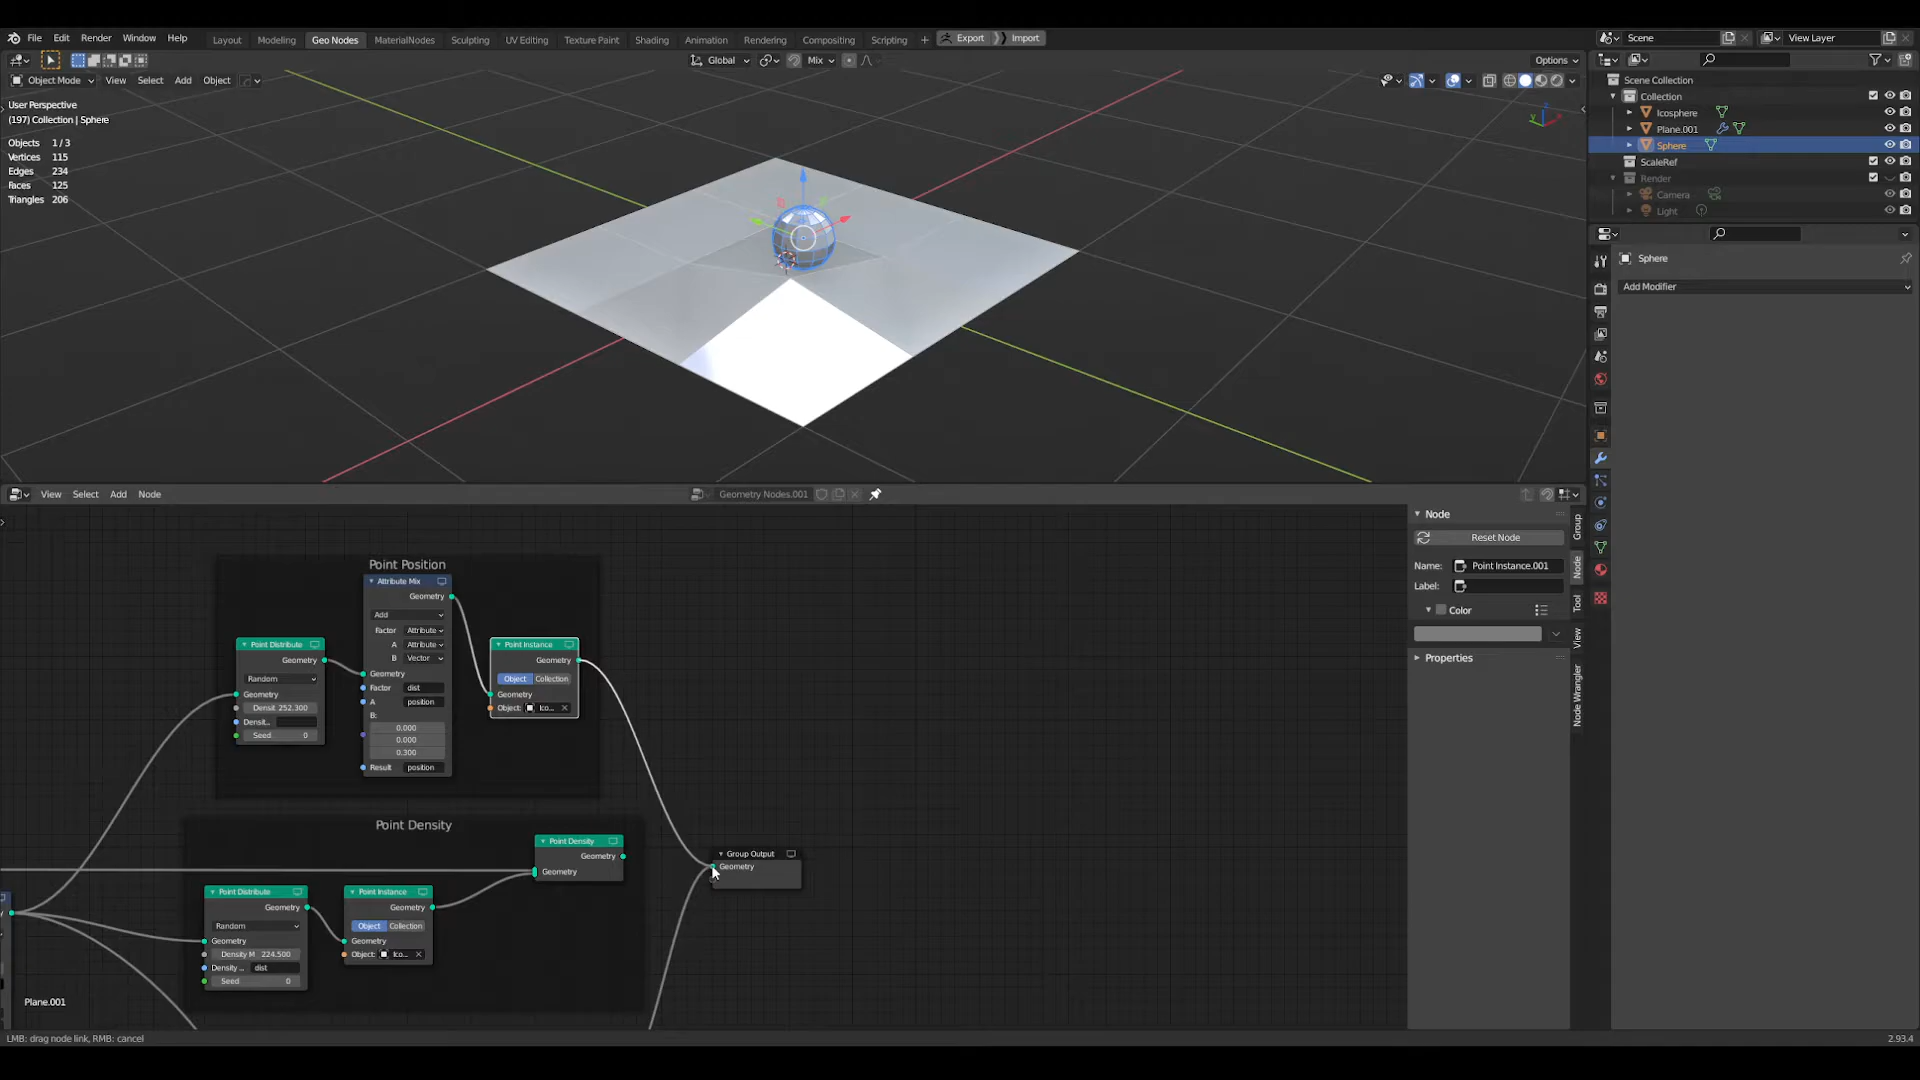 File Edit Render Window Help
Layout Modeling Geo Nodes MaterialNodes Sculpting UV Editing Texture Paint Shading Animation Rendering Compositing Scripting
Export Import
Scene
View Layer
Object Mode View Select Add Object
Global
Mix
Options
User Perspective
(197) Collection | Sphere
Objects 1 / 3
Vertices 115
Edges 234
Faces 125
Triangles 206
Scene Collection
Collection
Icosphere
Plane.001
Sphere
ScaleRef
Render
Camera
Light
Sphere
Add Modifier
View Select Add Node
Geometry Nodes.001
Point Position
Attribute Mix
Geometry
Add
Factor Attribute
A Attribute
B Vector
Geometry
Factor dist
A position
B:
0.000
0.000
0.300
Result position
Point Distribute
Geometry
Random
Geometry
Densit 252.300
Densit..
Seed 0
Point Instance
Geometry
Object Collection
Geometry
Object: Ico...
Point Density
Point Density
Geometry
Geometry
Point Distribute
Geometry
Random
Geometry
Density M 224.500
Density .. dist
Seed 0
Point Instance
Geometry
Object Collection
Geometry
Object: Ico...
Group Output
Geometry
Node
Reset Node
Name: Point Instance.001
Label:
Color
Properties
Group
Node
Tool
View
Node Wrangler
Plane.001
LMB: drag node link, RMB: cancel
2.93.4